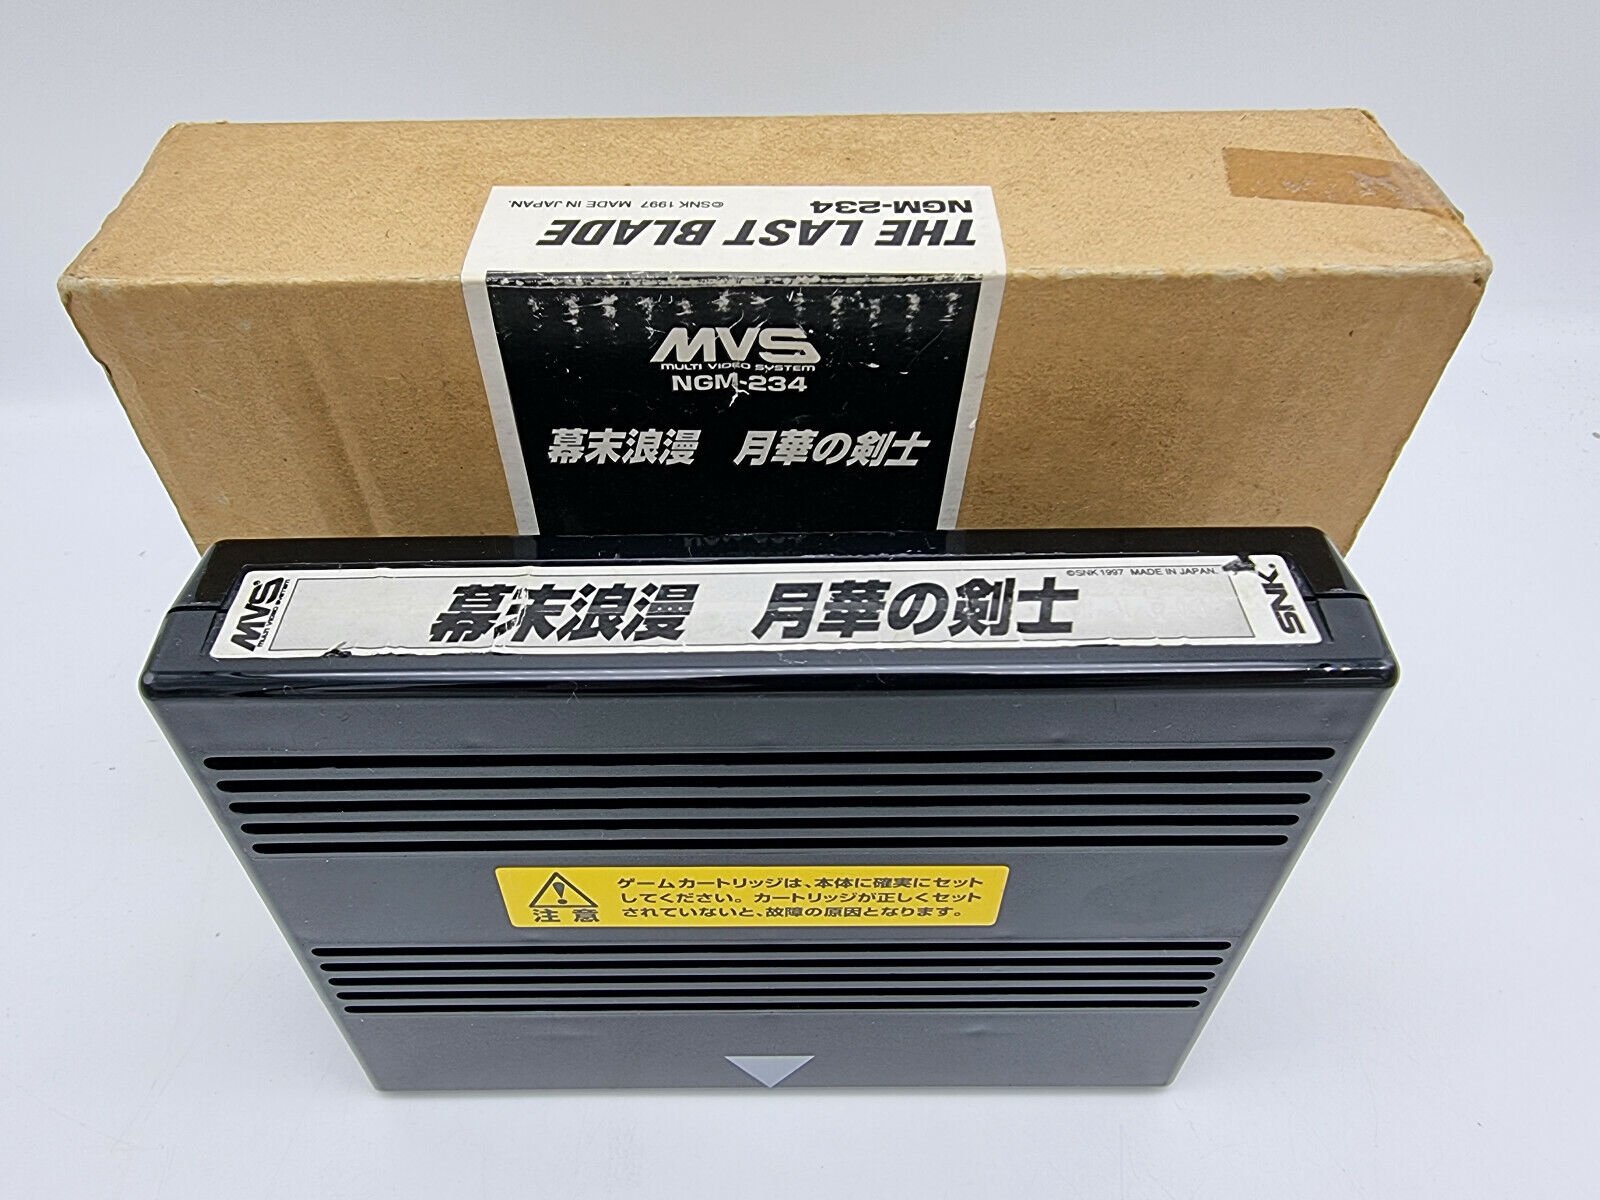 ©SNK 1997 MADE IN JAPAN.
NGM-234
THE LAST BLADE
MVS
MULTI VIDEO SYSTEM
NGM-234
幕末浪漫 月華の剣士
MVS
MULTI VIDEO SYSTEM
幕末浪漫 月華の剣士
©SNK 1997 MADE IN JAPAN.
SNK.
注意
ゲームカートリッジは、本体に確実にセット
してください。カートリッジが正しくセット
されていないと、故障の原因となります。